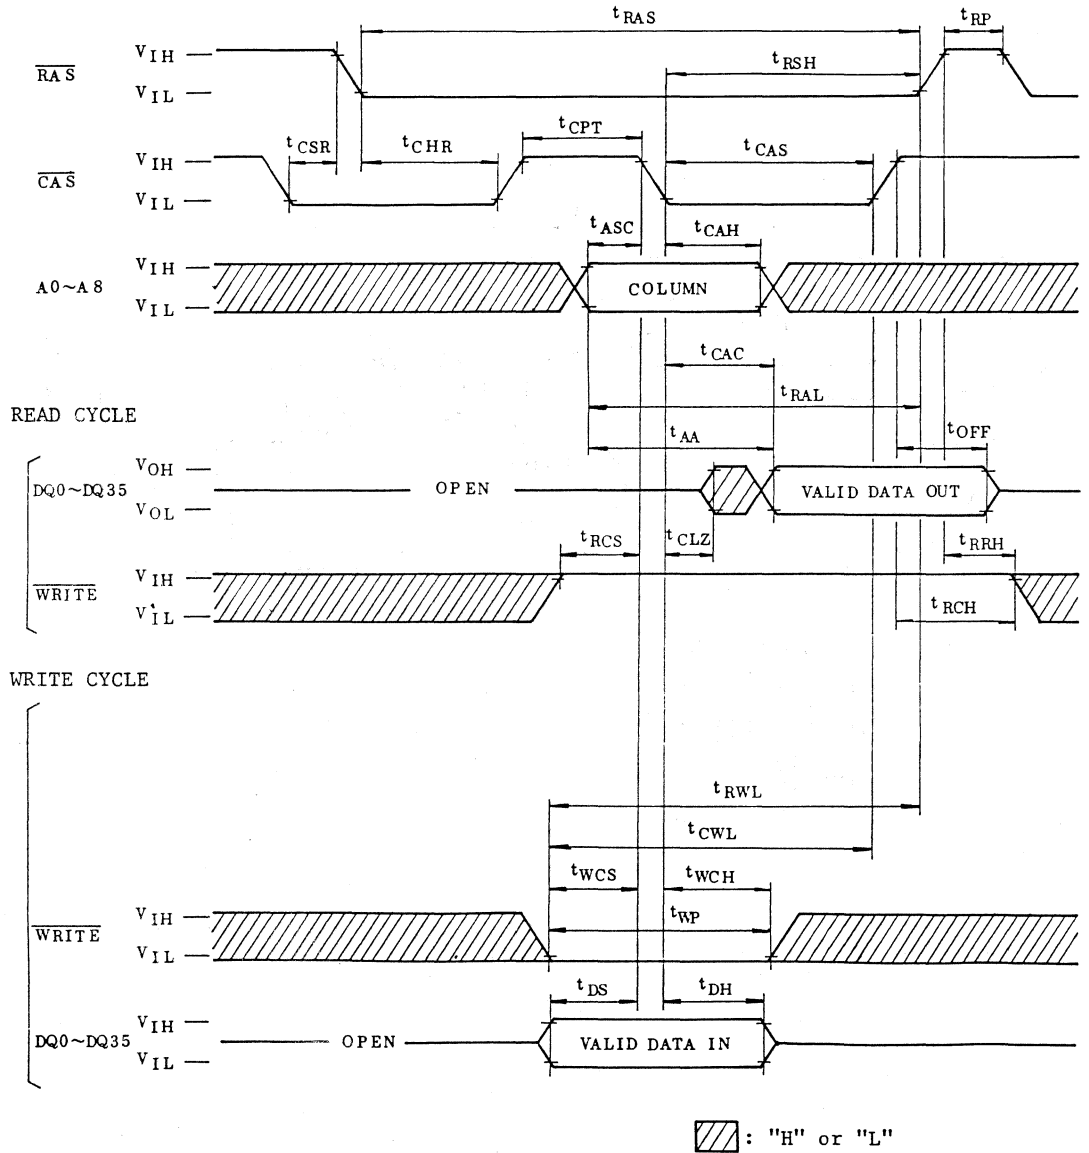 tRAS
tRP
RAS
VIH
VIL
tRSH
tCSR
tCHR
tCPT
tCAS
CAS
VIH
VIL
tASC
tCAH
A0~A8
VIH
VIL
COLUMN
tCAC
tRAL
READ CYCLE
tAA
tOFF
DQ0~DQ35
VOH
VOL
OPEN
VALID DATA OUT
tRCS
tCLZ
tRRH
WRITE
VIH
VIL
tRCH
WRITE CYCLE
tRWL
tCWL
tWCS
tWCH
tWP
WRITE
VIH
VIL
tDS
tDH
DQ0~DQ35
VIH
VIL
OPEN
VALID DATA IN
: "H" or "L"